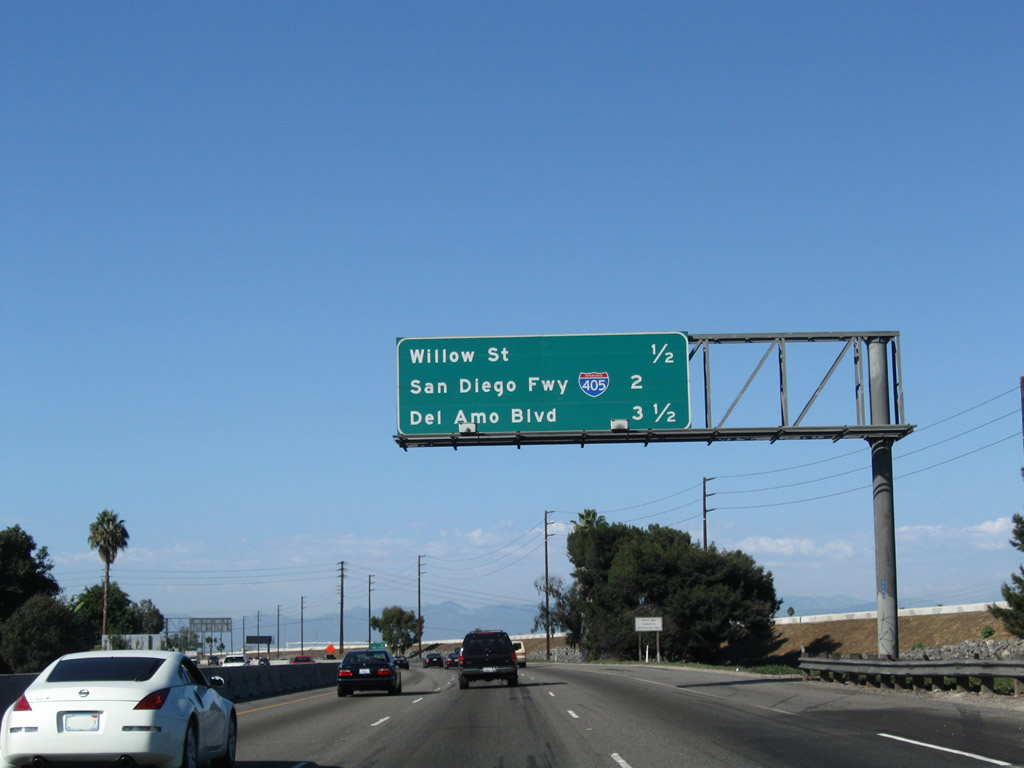 Willow St ½
San Diego Fwy 405 2
Del Amo Blvd 3 ½